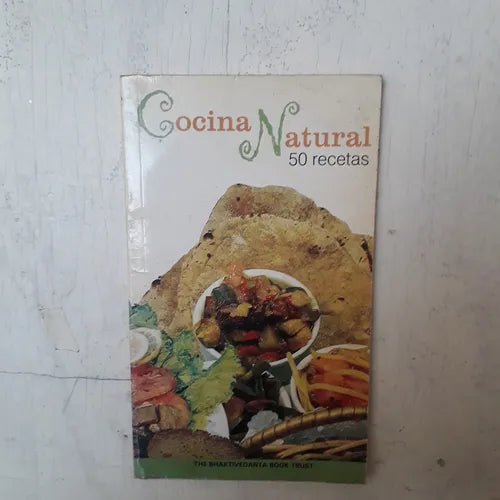 Cocina
Natural
50 recetas
THE BHAKTIVEDANTA BOOK TRUST